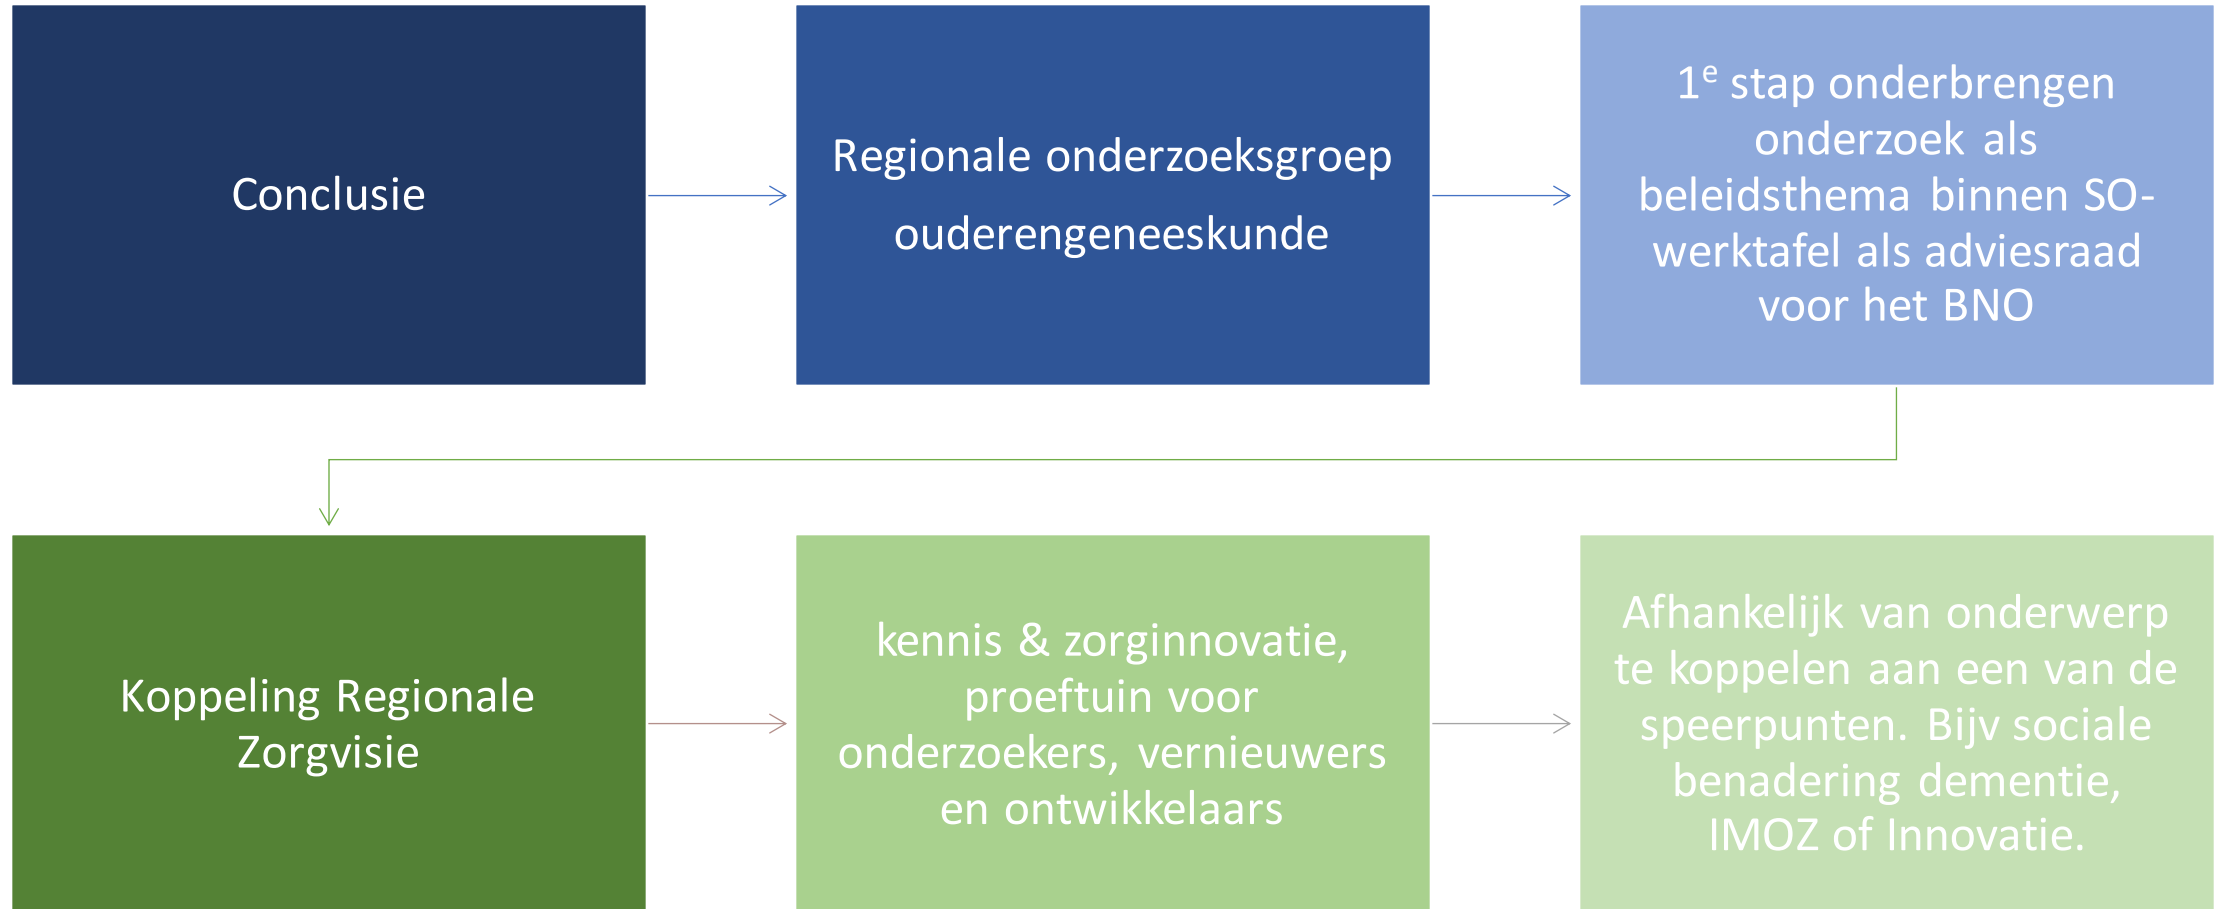 Conclusie
Regionale onderzoeksgroep
ouderengeneeskunde
1e stap onderbrengen
onderzoek als
beleidsthema binnen SO-
werktafel als adviesraad
voor het BNO
Koppeling Regionale
Zorgvisie
kennis & zorginnovatie,
proeftuin voor
onderzoekers, vernieuwers
en ontwikkelaars
Afhankelijk van onderwerp
te koppelen aan een van de
speerpunten. Bijv sociale
benadering dementie,
IMOZ of Innovatie.